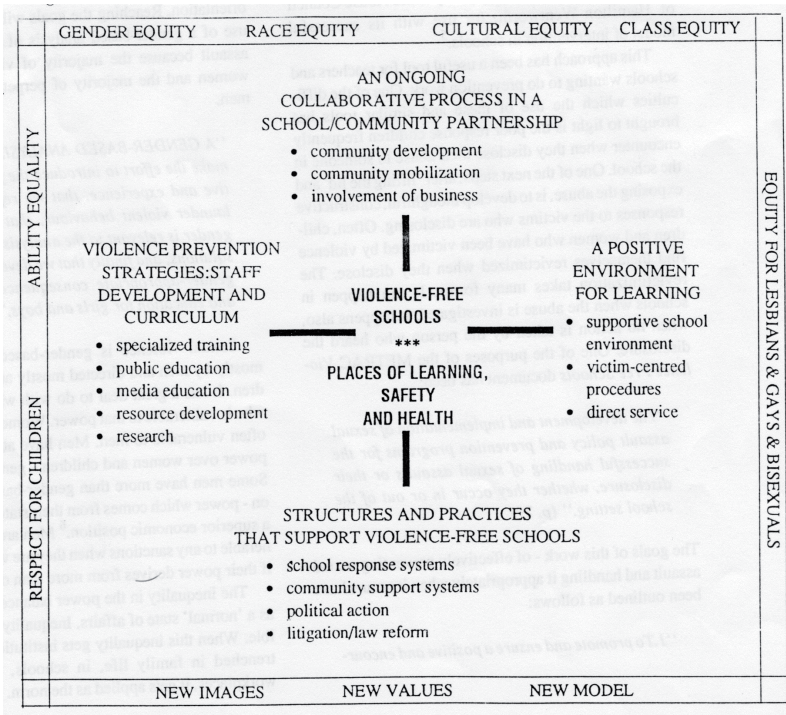 GENDER EQUITY RACE EQUITY CULTURAL EQUITY CLASS EQUITY
ABILITY EQUALITY
RESPECT FOR CHILDREN
AN ONGOING
COLLABORATIVE PROCESS IN A
SCHOOL/COMMUNITY PARTNERSHIP
• community development
• community mobilization
• involvement of business
VIOLENCE PREVENTION
STRATEGIES:STAFF
DEVELOPMENT AND
CURRICULUM
• specialized training
• public education
• media education
• resource development
• research
VIOLENCE-FREE
SCHOOLS
***
PLACES OF LEARNING,
SAFETY
AND HEALTH
A POSITIVE
ENVIRONMENT
FOR LEARNING
• supportive school
environment
• victim-centred
procedures
• direct service
STRUCTURES AND PRACTICES
THAT SUPPORT VIOLENCE-FREE SCHOOLS
• school response systems
• community support systems
• political action
• litigation/law reform
EQUITY FOR LESBIANS & GAYS & BISEXUALS
NEW IMAGES NEW VALUES NEW MODEL